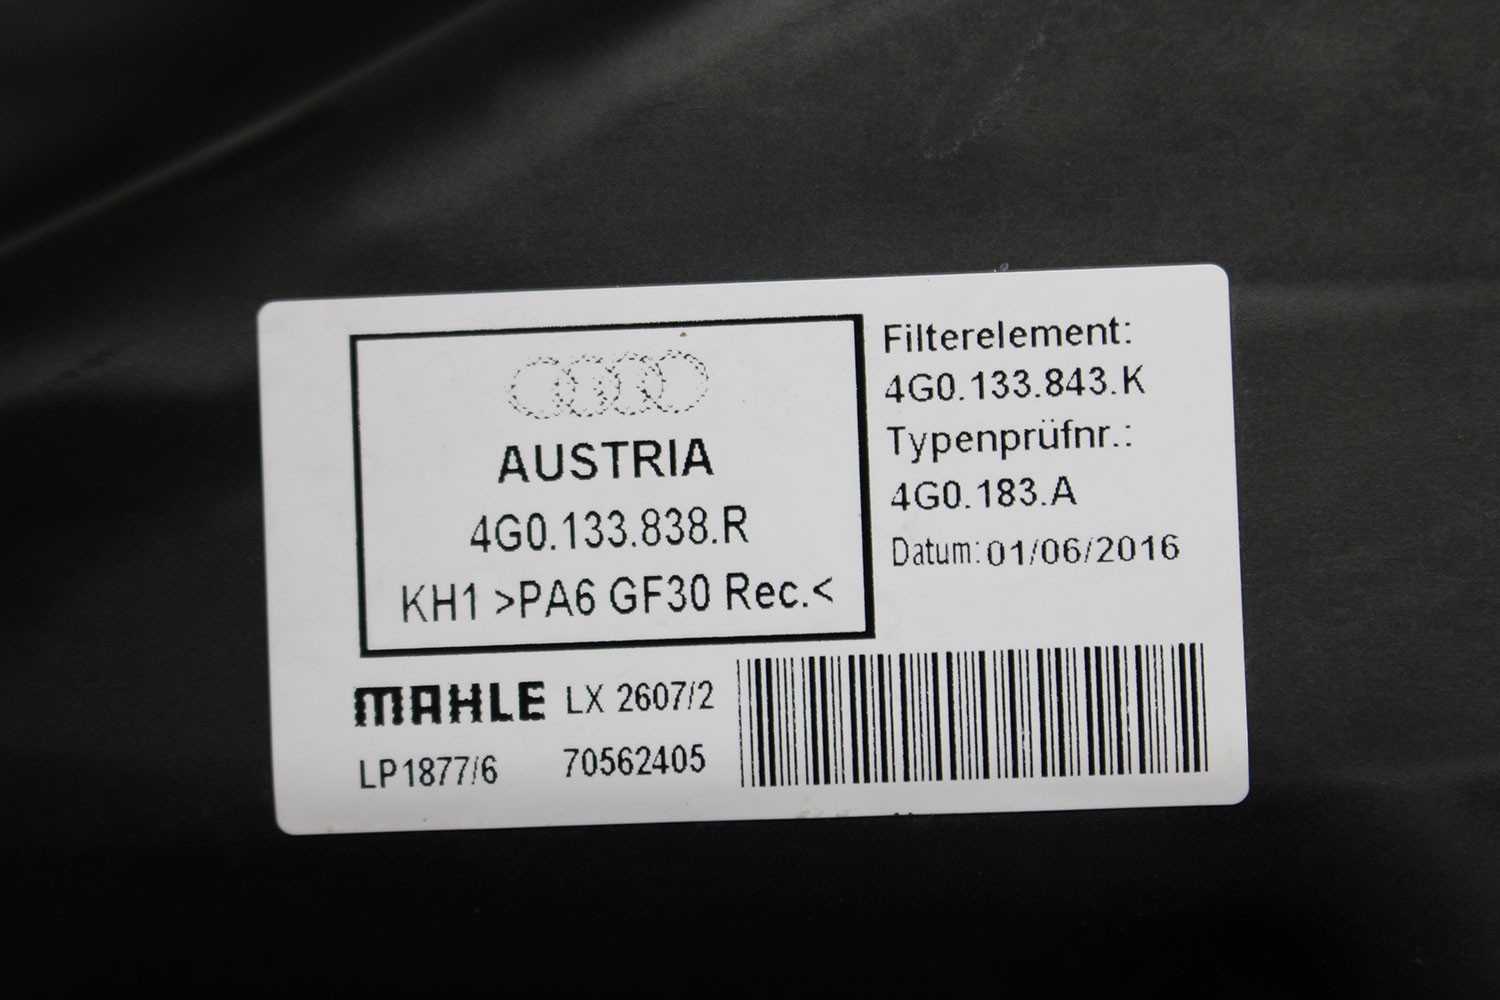 AUSTRIA
4G0.133.838.R
KH1 >PA6 GF30 Rec.<
Filterelement:
4G0.133.843.K
Typenprüfnr.:
4G0.183.A
Datum: 01/06/2016
MAHLE LX 2607/2
LP1877/6 70562405